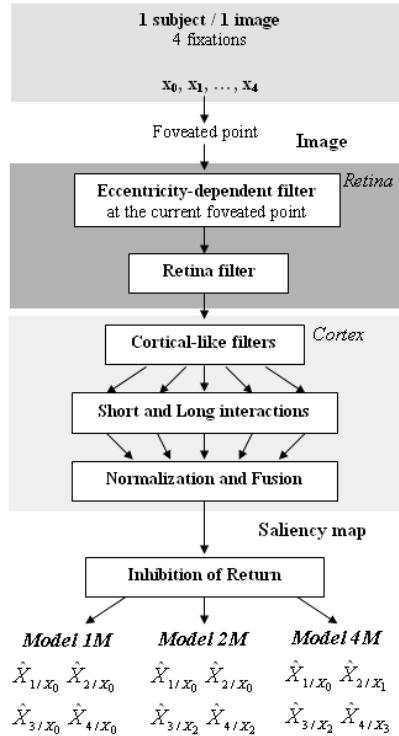 1 subject / 1 image
4 fixations
x₀, x₁, ..., x₄
Foveated point
Image
Retina
Eccentricity-dependent filter
at the current foveated point
Retina filter
Cortex
Cortical-like filters
Short and Long interactions
Normalization and Fusion
Saliency map
Inhibition of Return
Model 1M Model 2M Model 4M
X̂₁/ₓ₀ X̂₂/ₓ₀ X̂₁/ₓ₀ X̂₂/ₓ₀ X̂₁/ₓ₀ X̂₂/ₓ₁
X̂₃/ₓ₀ X̂₄/ₓ₀ X̂₃/ₓ₂ X̂₄/ₓ₂ X̂₃/ₓ₂ X̂₄/ₓ₃